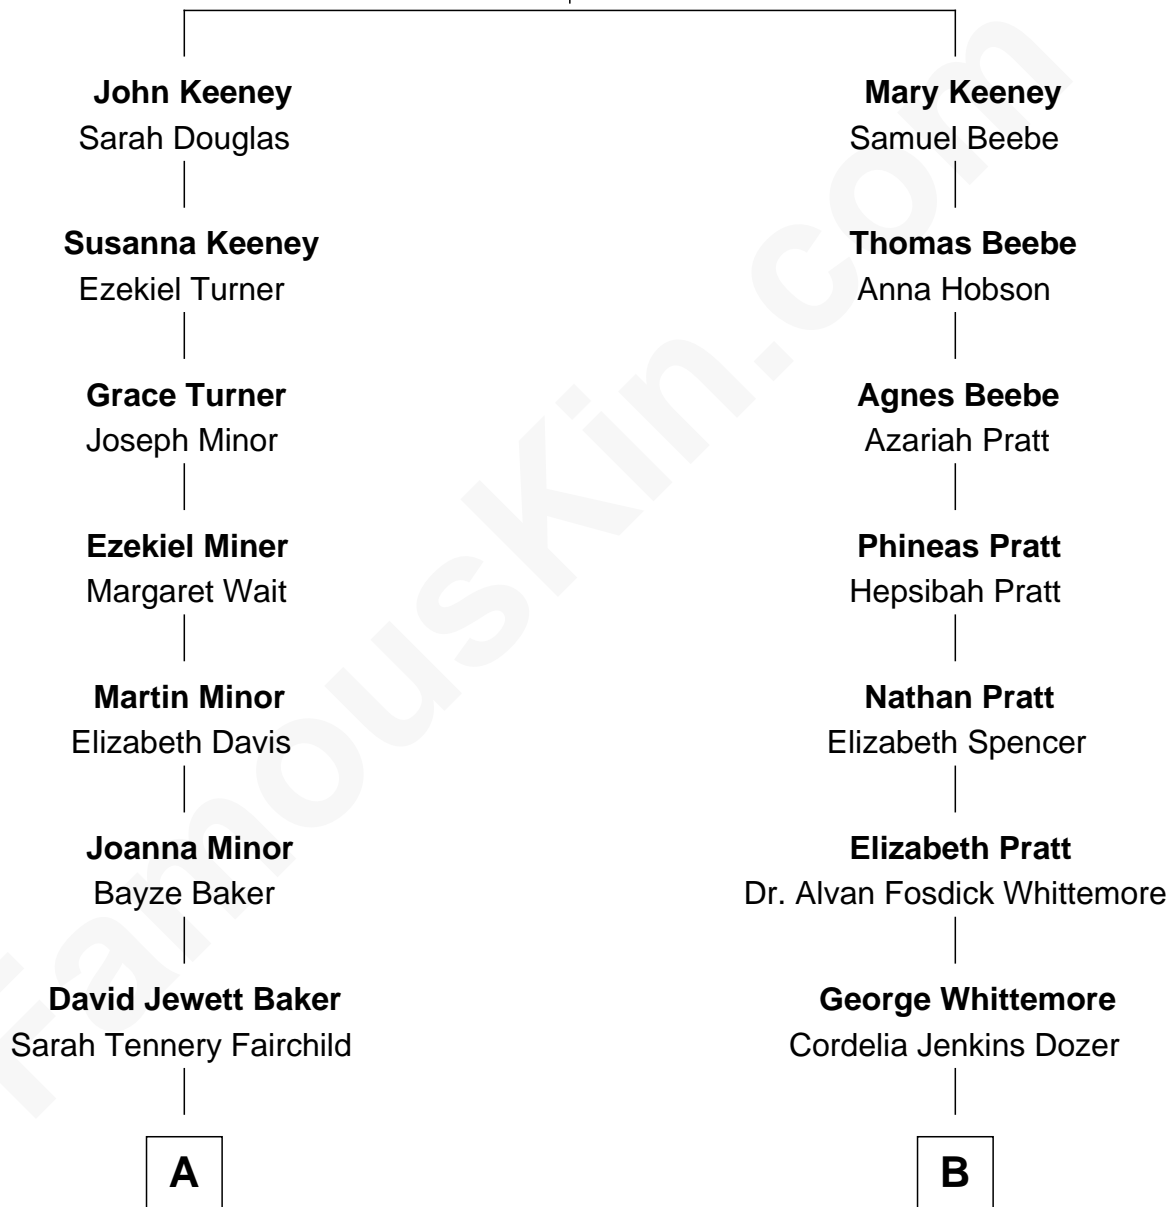 John Keeney
Sarah Douglas
Susanna Keeney
Ezekiel Turner
Grace Turner
Joseph Minor
Ezekiel Miner
Margaret Wait
Martin Minor
Elizabeth Davis
Joanna Minor
Bayze Baker
David Jewett Baker
Sarah Tennery Fairchild
A
Mary Keeney
Samuel Beebe
Thomas Beebe
Anna Hobson
Agnes Beebe
Azariah Pratt
Phineas Pratt
Hepsibah Pratt
Nathan Pratt
Elizabeth Spencer
Elizabeth Pratt
Dr. Alvan Fosdick Whittemore
George Whittemore
Cordelia Jenkins Dozer
B
FamousKin.com